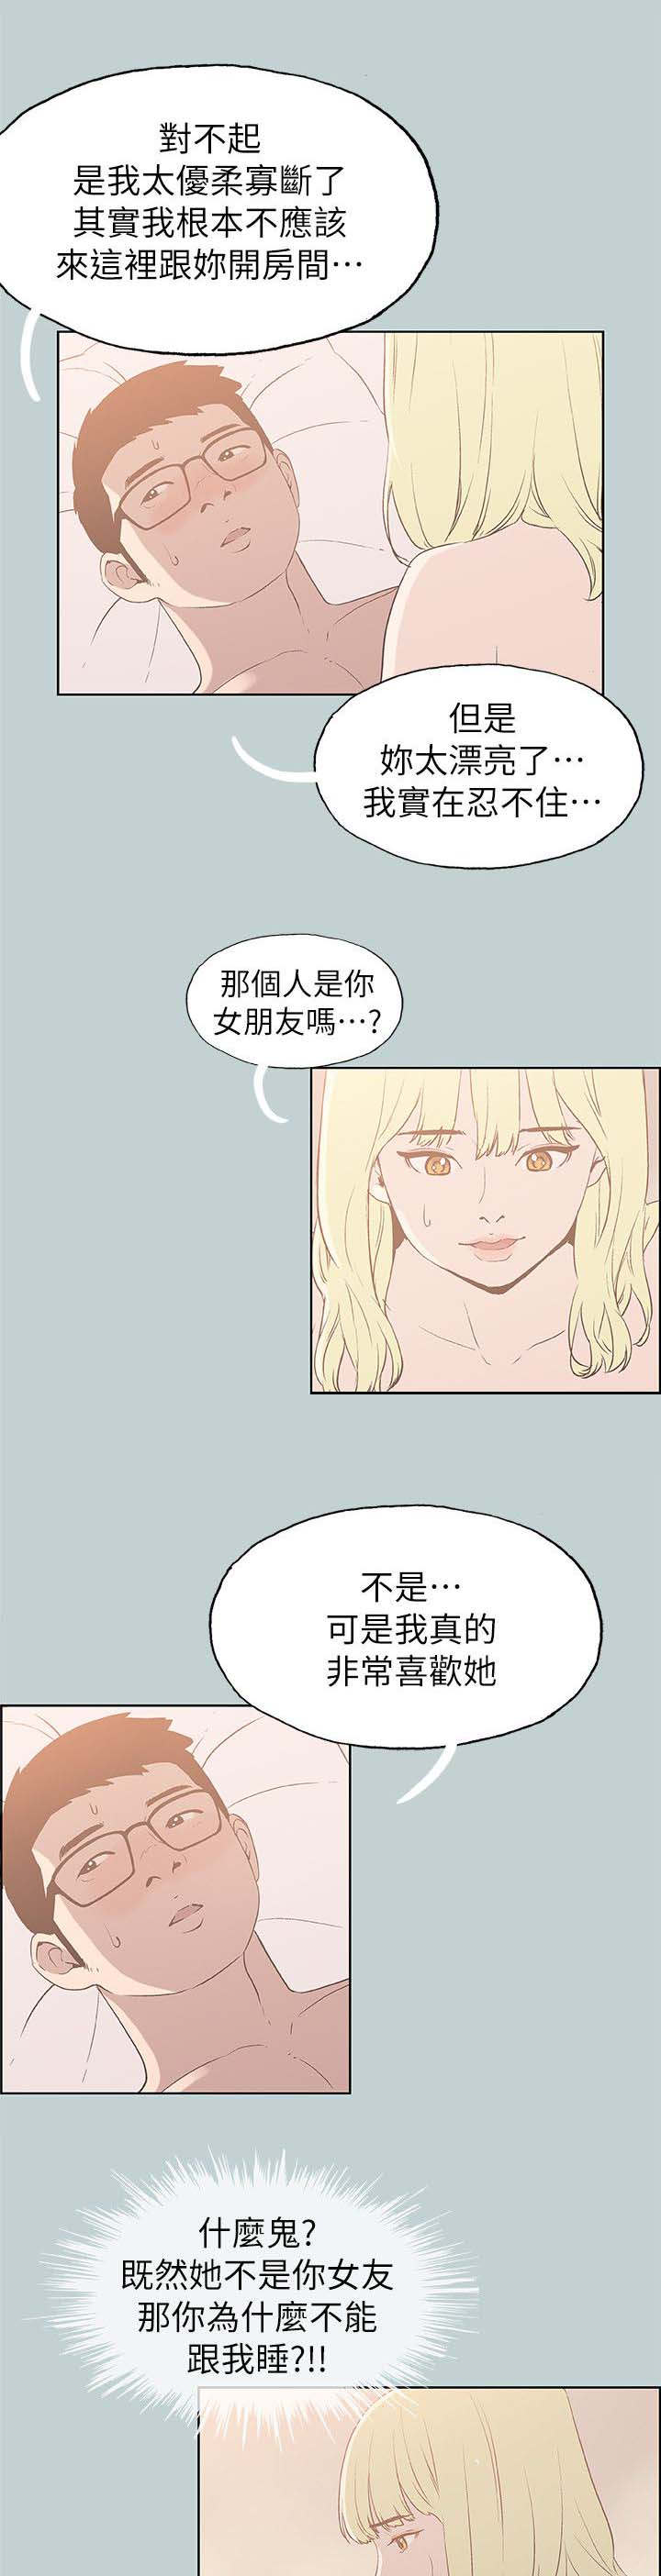 對不起
是我太優柔寡斷了
其實我根本不應該
來這裡跟妳開房間⋯
但是
妳太漂亮了⋯
我實在忍不住⋯
那個人是你
女朋友嗎⋯?
不是⋯
可是我真的
非常喜歡她
什麼鬼?
既然她不是你女友
那你為什麼不能
跟我睡?!!